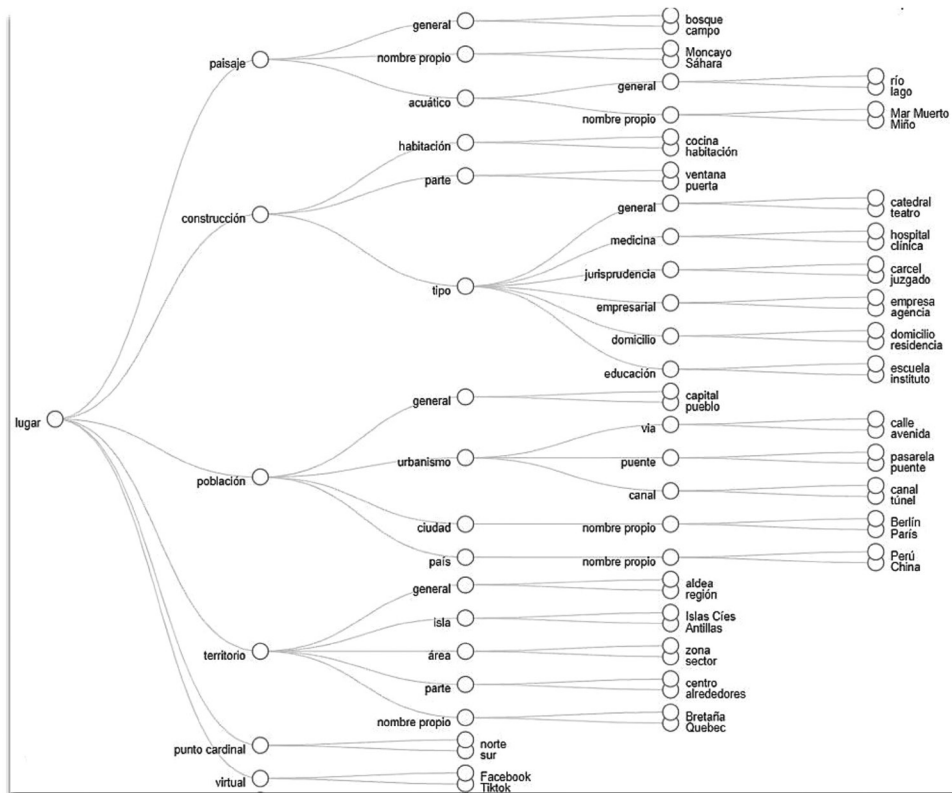 general
bosque
campo
paisaje
nombre propio
Moncayo
Sáhara
acuático
general
río
lago
nombre propio
Mar Muerto
Miño
habitación
cocina
habitación
parte
ventana
puerta
construcción
general
catedral
teatro
medicina
hospital
clínica
jurisprudencia
carcel
juzgado
tipo
empresarial
empresa
agencia
domicilio
domicilio
residencia
educación
escuela
instituto
lugar
general
capital
pueblo
via
calle
avenida
urbanismo
puente
pasarela
puente
población
canal
canal
túnel
ciudad
nombre propio
Berlín
París
país
nombre propio
Perú
China
general
aldea
región
isla
Islas Cíes
Antillas
territorio
área
zona
sector
parte
centro
alrededores
nombre propio
Bretaña
Quebec
punto cardinal
norte
sur
virtual
Facebook
Tiktok